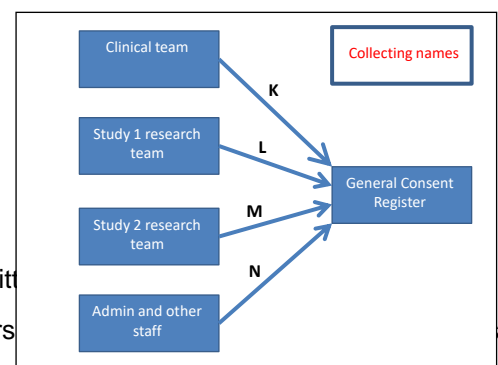 Clinical team
Collecting names
K
Study 1 research
team
L
General Consent
Register
Study 2 research
team
M
N
Admin and other
staff